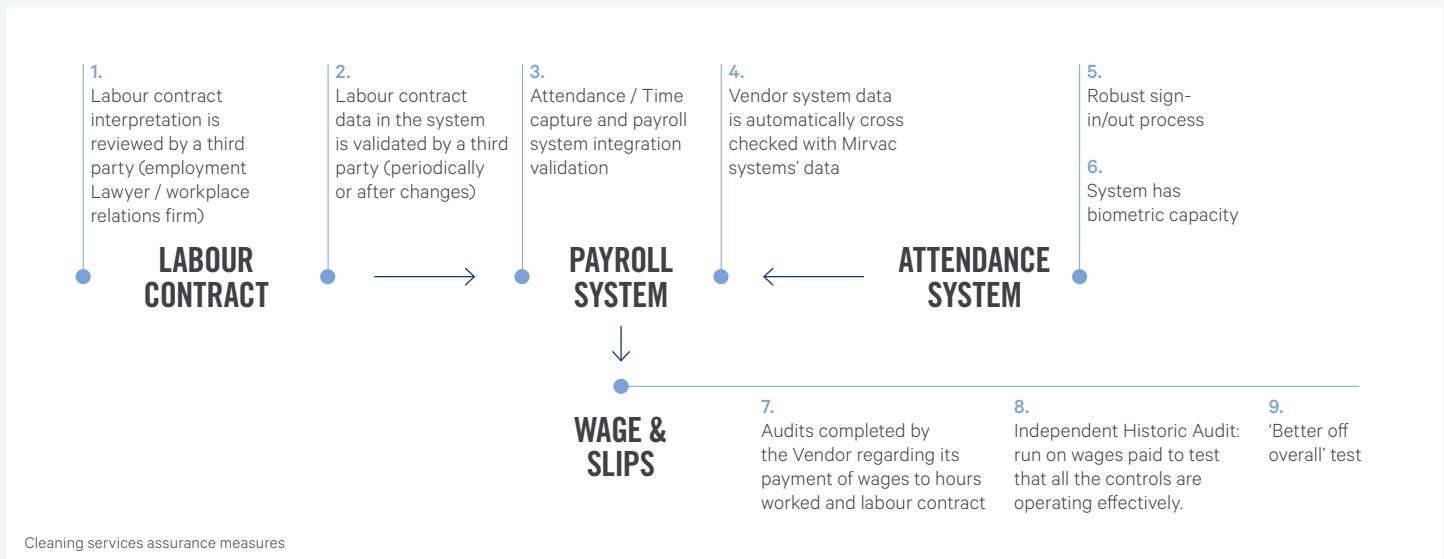 1.
Labour contract
interpretation is
reviewed by a third
party (employment
Lawyer / workplace
relations firm)
2.
Labour contract
data in the system
is validated by a third
party (periodically
or after changes)
3.
Attendance / Time
capture and payroll
system integration
validation
4.
Vendor system data
is automatically cross
checked with Mirvac
systems’ data
5.
Robust sign-
in/out process
6.
System has
biometric capacity
LABOUR
CONTRACT
PAYROLL
SYSTEM
ATTENDANCE
SYSTEM
WAGE &
SLIPS
7.
Audits completed by
the Vendor regarding its
payment of wages to hours
worked and labour contract
8.
Independent Historic Audit:
run on wages paid to test
that all the controls are
operating effectively.
9.
‘Better off
overall’ test
Cleaning services assurance measures